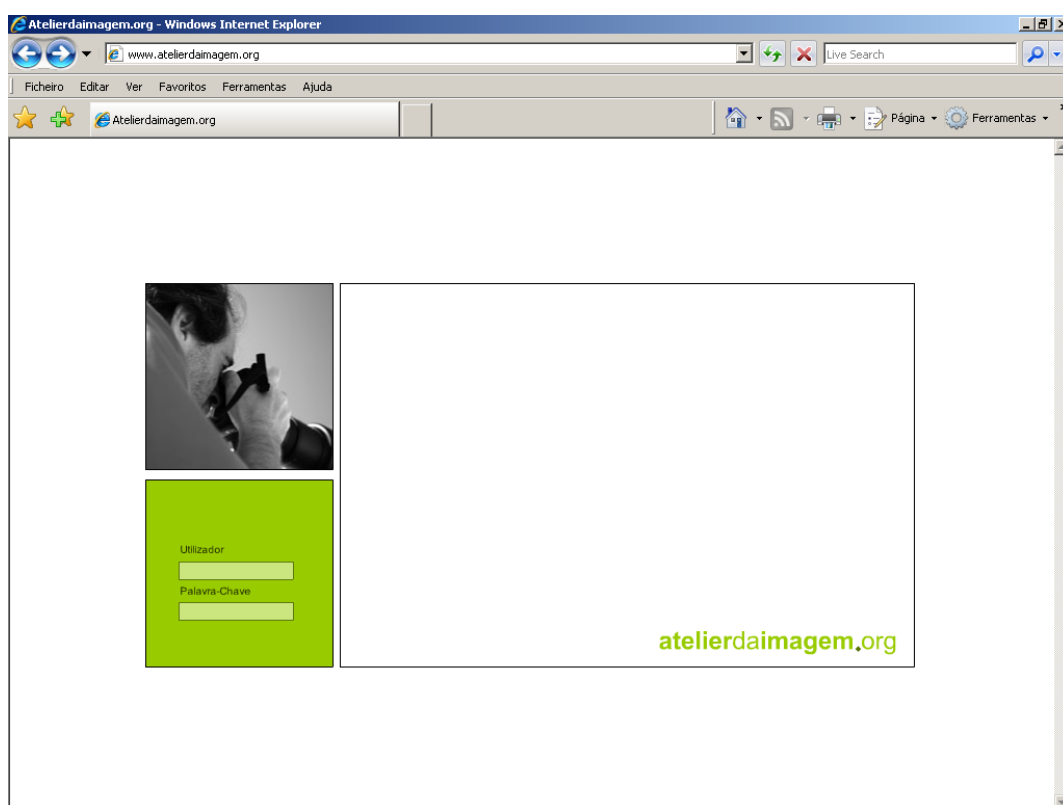 Atelierdaimagem.org - Windows Internet Explorer
www.atelierdaimagem.org
Live Search
Ficheiro Editar Ver Favoritos Ferramentas Ajuda
Atelierdaimagem.org
Página Ferramentas
Utilizador
Palavra-Chave
atelierdaimagem.org